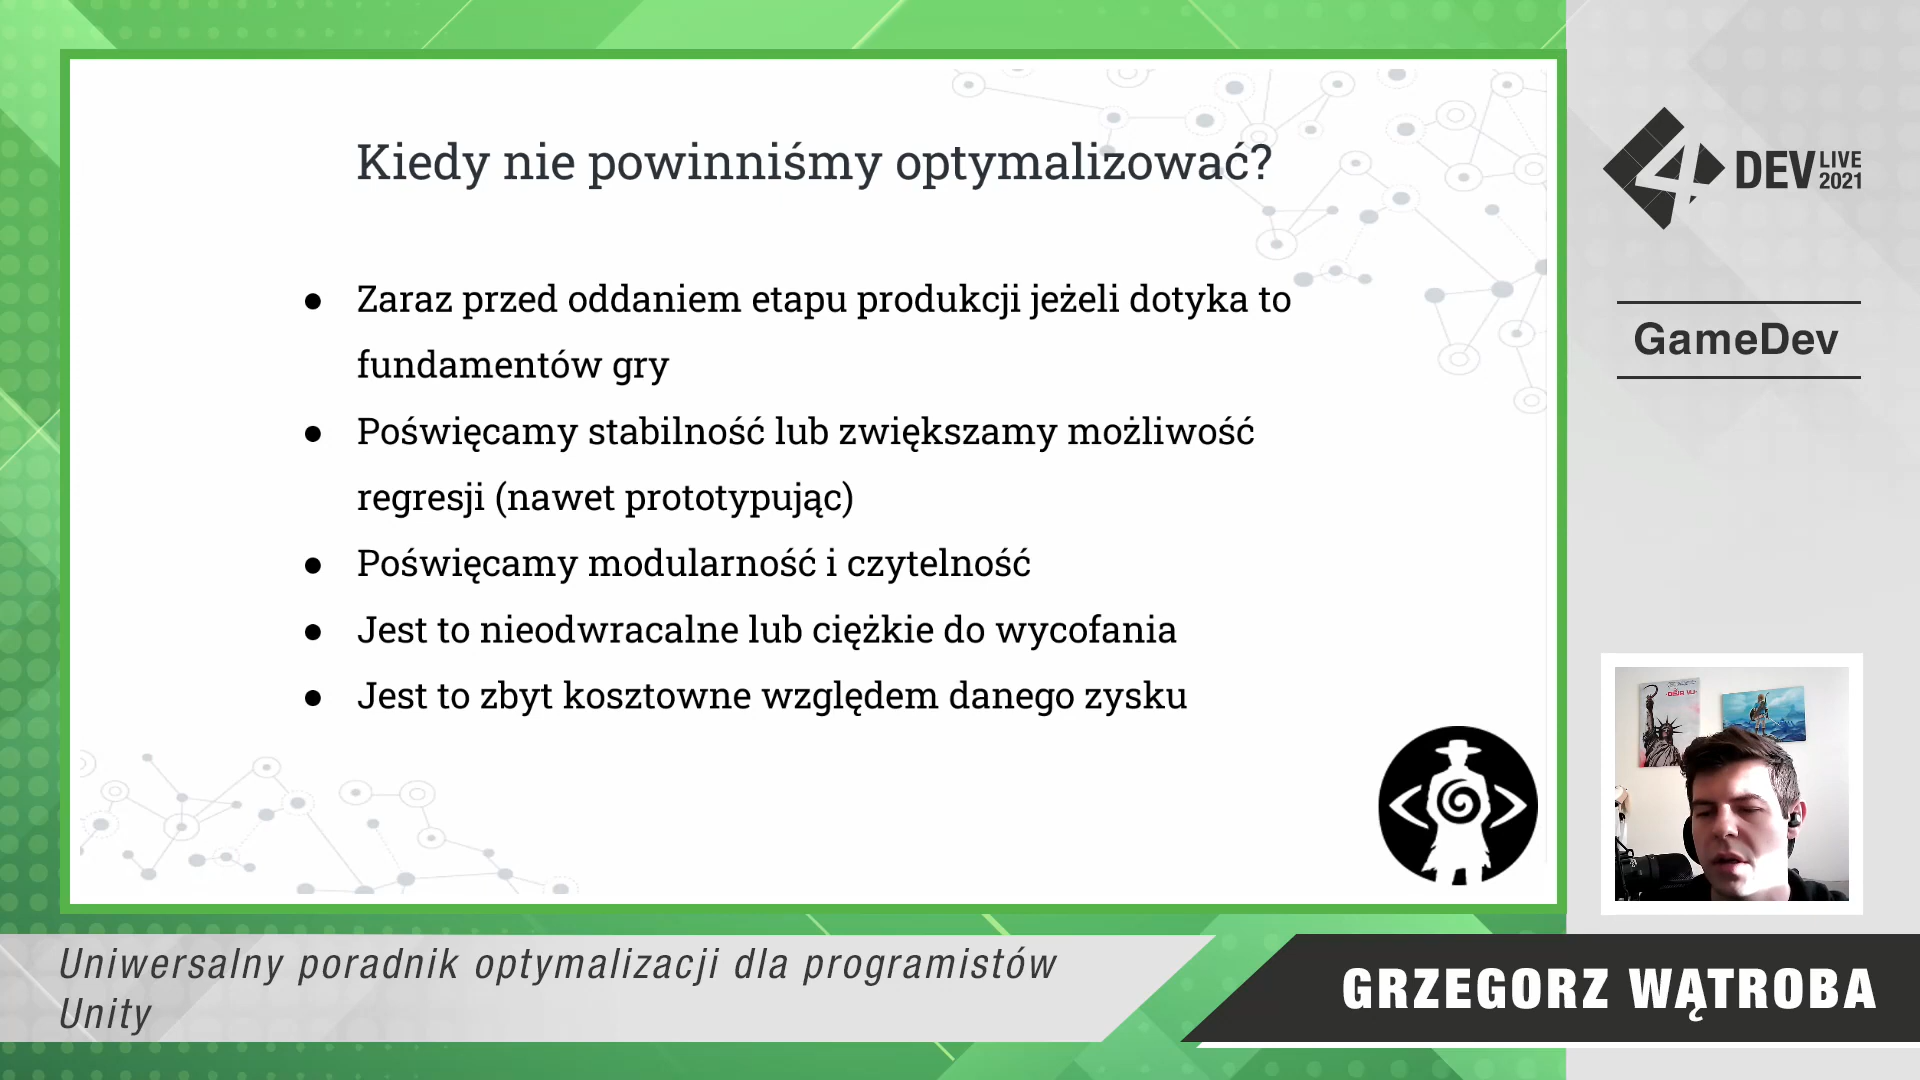 Kiedy nie powinniśmy optymalizować?
● Zaraz przed oddaniem etapu produkcji jeżeli dotyka to
fundamentów gry
● Poświęcamy stabilność lub zwiększamy możliwość
regresji (nawet prototypując)
● Poświęcamy modularność i czytelność
● Jest to nieodwracalne lub ciężkie do wycofania
● Jest to zbyt kosztowne względem danego zysku
4DEV LIVE
2021
GameDev
Uniwersalny poradnik optymalizacji dla programistów
Unity
GRZEGORZ WĄTROBA